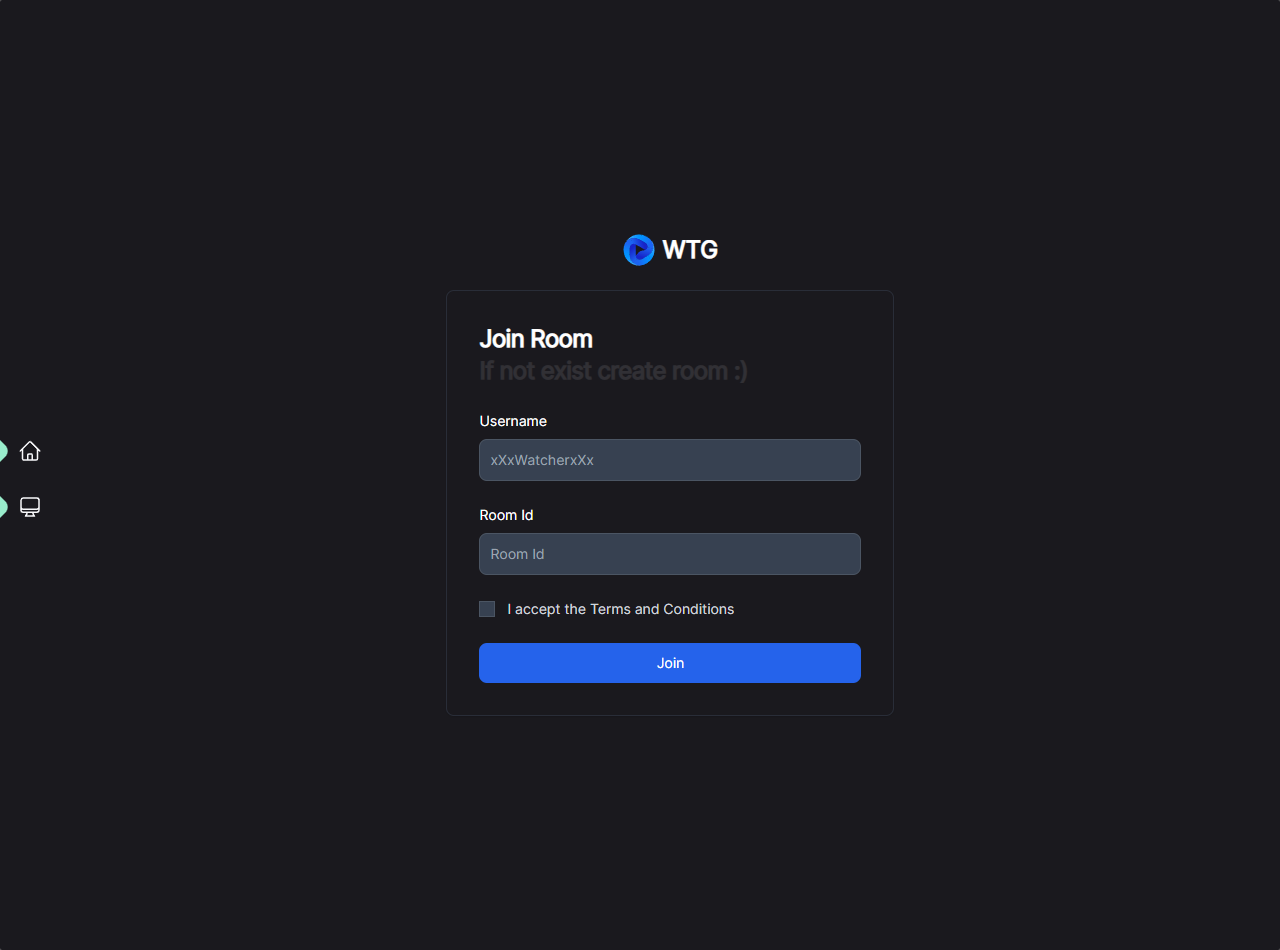 WTG
Join Room
If not exist create room :)
Username
xXxWatcherxXx
Room Id
Room Id
I accept the Terms and Conditions
Join